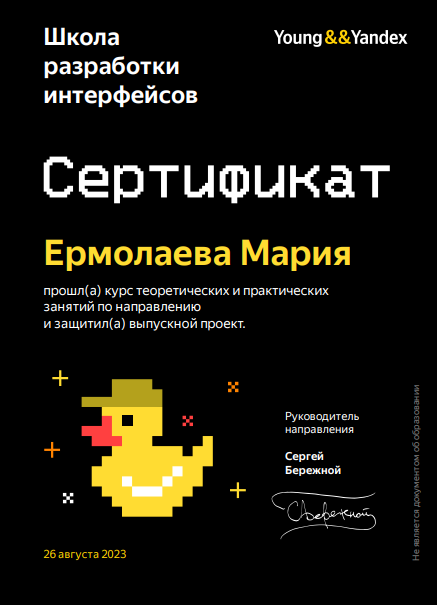 Школа
разработки
интерфейсов
Young&&Yandex
Сертификат
Ермолаева Мария
прошл(а) курс теоретических и практических
занятий по направлению
и защитил(а) выпускной проект.
Руководитель
направления
Сергей
Бережной
Бережной
26 августа 2023
Не является документом об образовании